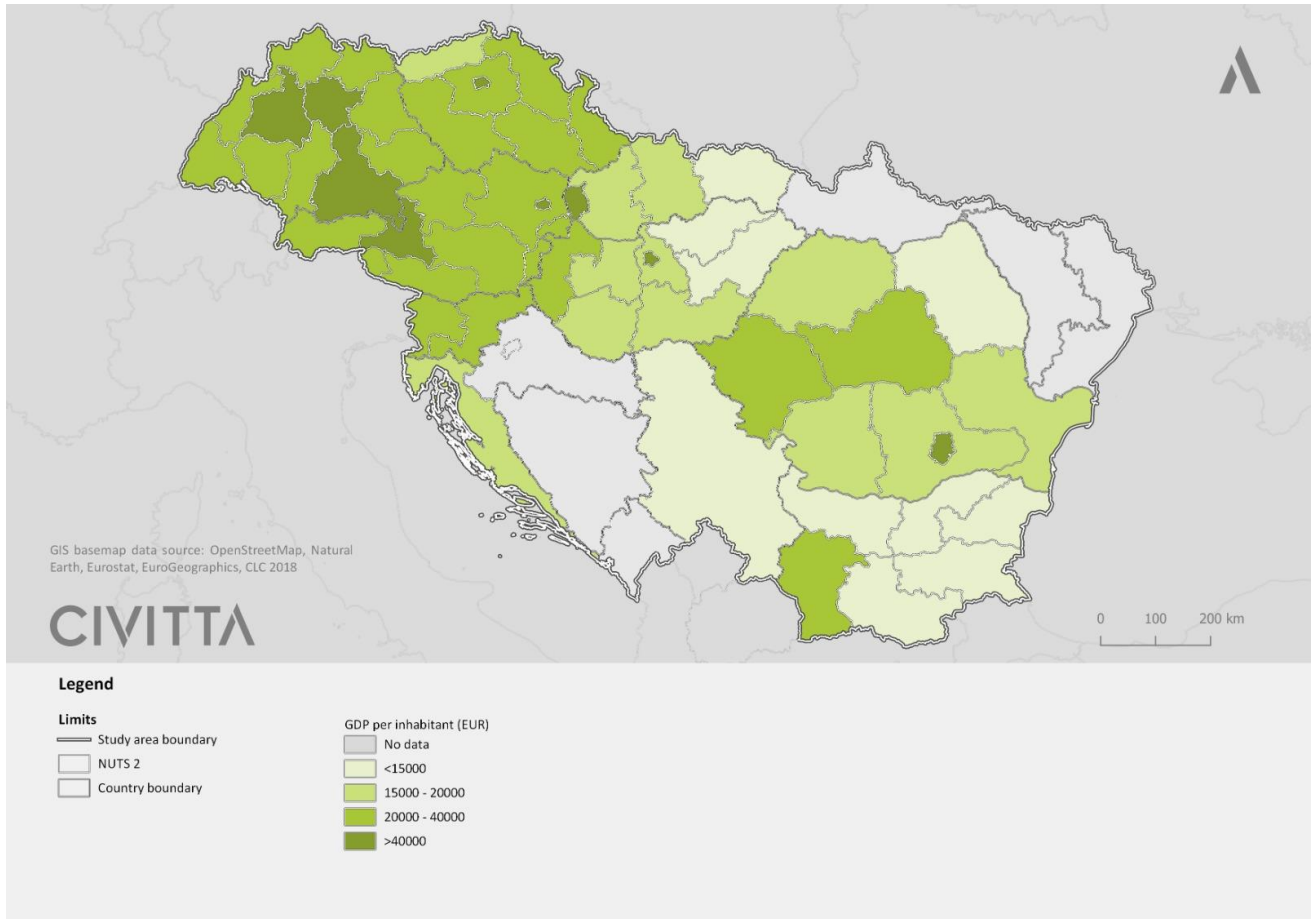 GIS basemap data source: OpenStreetMap, Natural
Earth, Eurostat, EuroGeographics, CLC 2018
CIVITTA
0 100 200 km
Legend
Limits
Study area boundary
NUTS 2
Country boundary
GDP per inhabitant (EUR)
No data
<15000
15000 - 20000
20000 - 40000
>40000